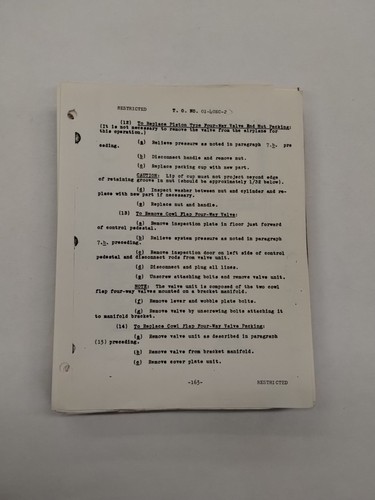 RESTRICTED T. O. NO. 01-40NC-2
(12) To Replace Piston Type Four-Way Valve End Nut Packing:
(It is not necessary to remove the valve from the airplane for
this operation.)
(a) Relieve pressure as noted in paragraph 7.h. pre
ceding.
(b) Disconnect handle and remove nut.
(c) Replace packing cup with new part.
CAUTION: Lip of cup must not project beyond edge
of retaining groove in nut (should be approximately 1/32 below).
(d) Inspect washer between nut and cylinder and re-
place with new part if necessary.
(e) Replace nut and handle.
(13) To Remove Cowl Flap Four-Way Valve:
(a) Remove inspection plate in floor just forward
of control pedestal.
(b) Relieve system pressure as noted in paragraph
7.h. preceding.
(c) Remove inspection door on left side of control
pedestal and disconnect rods from valve unit.
(d) Disconnect and plug all lines.
(e) Unscrew attaching bolts and remove valve unit.
NOTE: The valve unit is composed of the two cowl
flap four-way valves mounted on a bracket manifold.
(f) Remove lever and wobble plate bolts.
(g) Remove valve by unscrewing bolts attaching it
to manifold bracket.
(14) To Replace Cowl Flap Four-Way Valve Packing:
(a) Remove valve unit as described in paragraph
(13) preceding.
(b) Remove valve from bracket manifold.
(c) Remove cover plate unit.
-163- RESTRICTED